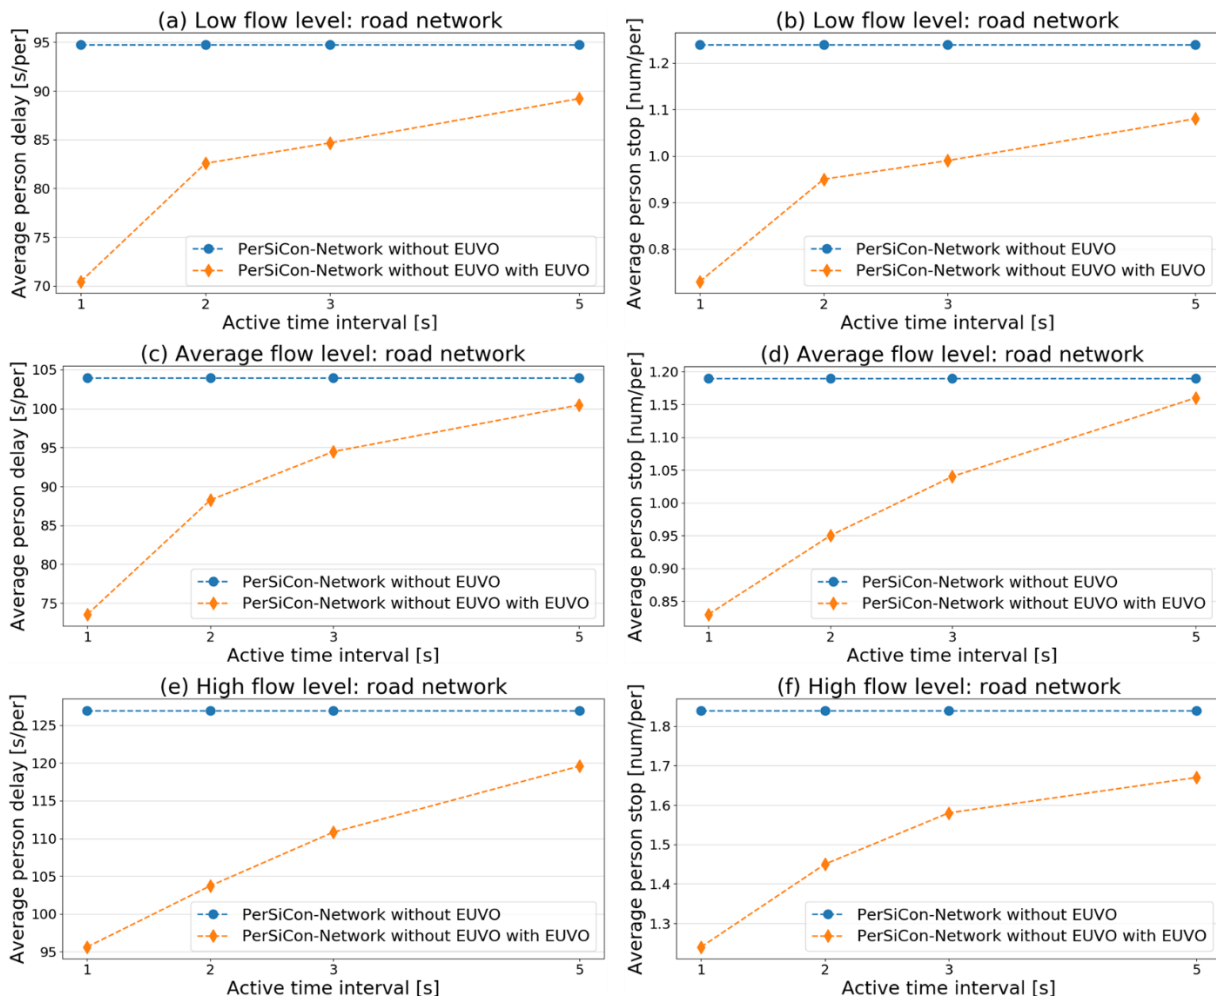 (a) Low flow level: road network
Average person delay [s/per]
95
90
85
80
75
70
PerSiCon-Network without EUVO
PerSiCon-Network without EUVO with EUVO
1 2 3 5
Active time interval [s]
(b) Low flow level: road network
Average person stop [num/per]
1.2
1.1
1.0
0.9
0.8
PerSiCon-Network without EUVO
PerSiCon-Network without EUVO with EUVO
1 2 3 5
Active time interval [s]
(c) Average flow level: road network
Average person delay [s/per]
105
100
95
90
85
80
75
PerSiCon-Network without EUVO
PerSiCon-Network without EUVO with EUVO
1 2 3 5
Active time interval [s]
(d) Average flow level: road network
Average person stop [num/per]
1.20
1.15
1.10
1.05
1.00
0.95
0.90
0.85
PerSiCon-Network without EUVO
PerSiCon-Network without EUVO with EUVO
1 2 3 5
Active time interval [s]
(e) High flow level: road network
Average person delay [s/per]
125
120
115
110
105
100
95
PerSiCon-Network without EUVO
PerSiCon-Network without EUVO with EUVO
1 2 3 5
Active time interval [s]
(f) High flow level: road network
Average person stop [num/per]
1.8
1.7
1.6
1.5
1.4
1.3
PerSiCon-Network without EUVO
PerSiCon-Network without EUVO with EUVO
1 2 3 5
Active time interval [s]